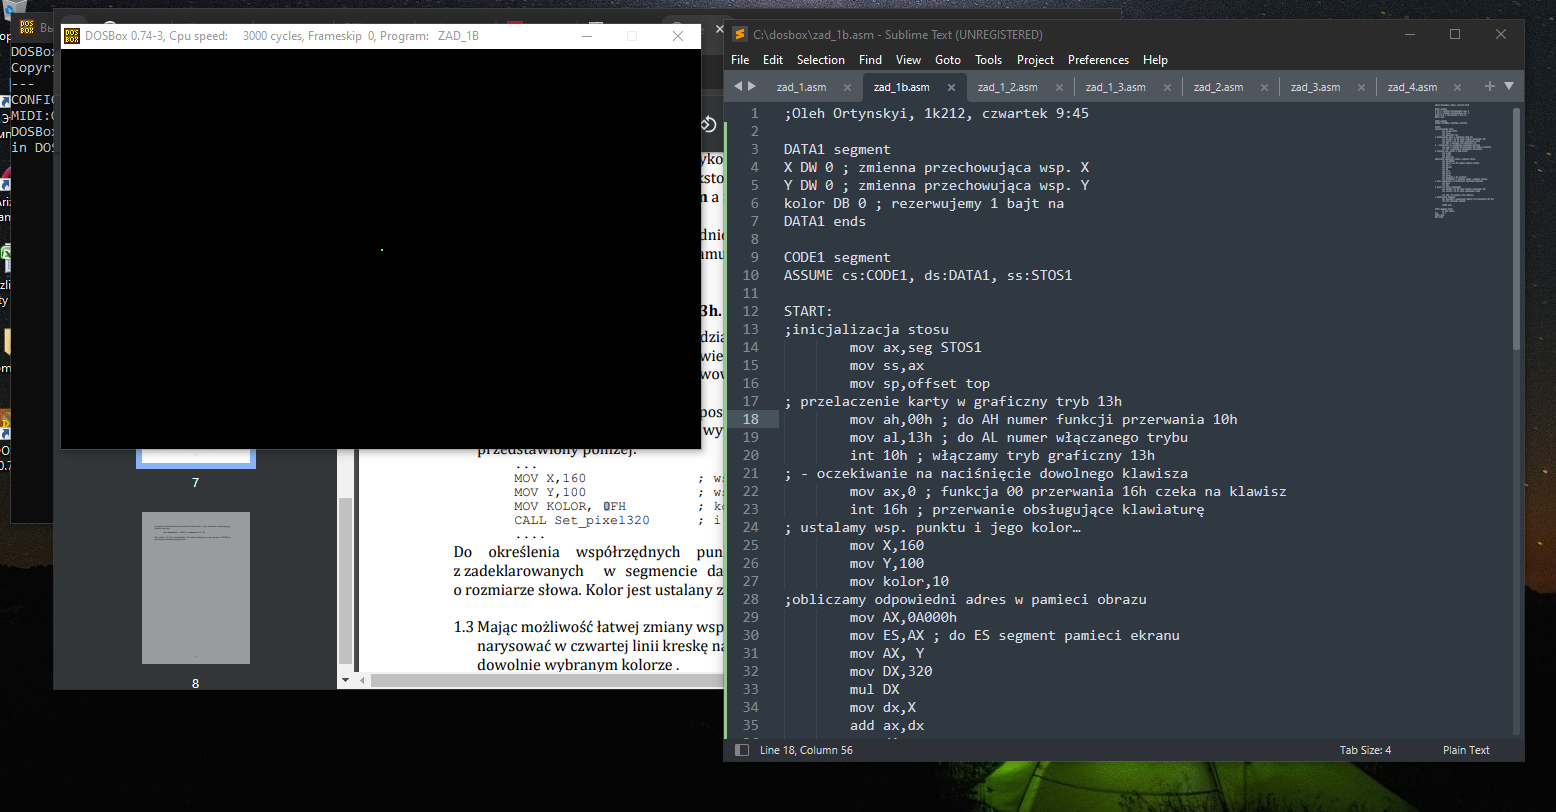 DOSBox 0.74-3, Cpu speed: 3000 cycles, Frameskip 0, Program: ZAD_1B
DOSBox
Copyri
---
CONFIG
MIDI:
DOSBox
in DOS
7
8
przedstawiony poniżej:
...
MOV X,160 ;
MOV Y,100 ;
MOV KOLOR, 0FH ;
CALL Set_pixel320 ; i
....
Do określenia współrzędnych
z zadeklarowanych w segmencie
o rozmiarze słowa. Kolor jest ustalany z
1.3 Mając możliwość łatwej zmiany wsp
narysować w czwartej linii kreskę
dowolnie wybranym kolorze .
3h.
C:\dosbox\zad_1b.asm - Sublime Text (UNREGISTERED)
File Edit Selection Find View Goto Tools Project Preferences Help
zad_1.asm zad_1b.asm zad_1_2.asm zad_1_3.asm zad_2.asm zad_3.asm zad_4.asm
1 ;Oleh Ortynskyi, 1k212, czwartek 9:45
2
3 DATA1 segment
4 X DW 0 ; zmienna przechowująca wsp. X
5 Y DW 0 ; zmienna przechowująca wsp. Y
6 kolor DB 0 ; rezerwujemy 1 bajt na
7 DATA1 ends
8
9 CODE1 segment
10 ASSUME cs:CODE1, ds:DATA1, ss:STOS1
11
12 START:
13 ;inicjalizacja stosu
14 mov ax,seg STOS1
15 mov ss,ax
16 mov sp,offset top
17 ; przelaczenie karty w graficzny tryb 13h
18 mov ah,00h ; do AH numer funkcji przerwania 10h
19 mov al,13h ; do AL numer włączanego trybu
20 int 10h ; włączamy tryb graficzny 13h
21 ; - oczekiwanie na naciśnięcie dowolnego klawisza
22 mov ax,0 ; funkcja 00 przerwania 16h czeka na klawisz
23 int 16h ; przerwanie obsługujące klawiaturę
24 ; ustalamy wsp. punktu i jego kolor…
25 mov X,160
26 mov Y,100
27 mov kolor,10
28 ;obliczamy odpowiedni adres w pamieci obrazu
29 mov AX,0A000h
30 mov ES,AX ; do ES segment pamieci ekranu
31 mov AX, Y
32 mov DX,320
33 mul DX
34 mov dx,X
35 add ax,dx
Line 18, Column 56 Tab Size: 4 Plain Text